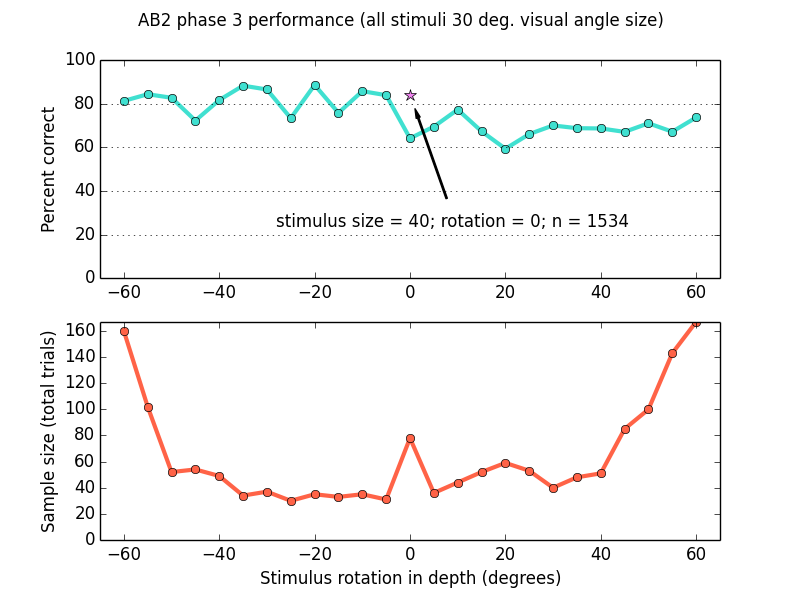 AB2 phase 3 performance (all stimuli 30 deg. visual angle size)
100
80
60
40
20
0
Percent correct
stimulus size = 40; rotation = 0; n = 1534
−60 −40 −20 0 20 40 60
160
140
120
100
80
60
40
20
0
Sample size (total trials)
−60 −40 −20 0 20 40 60
Stimulus rotation in depth (degrees)